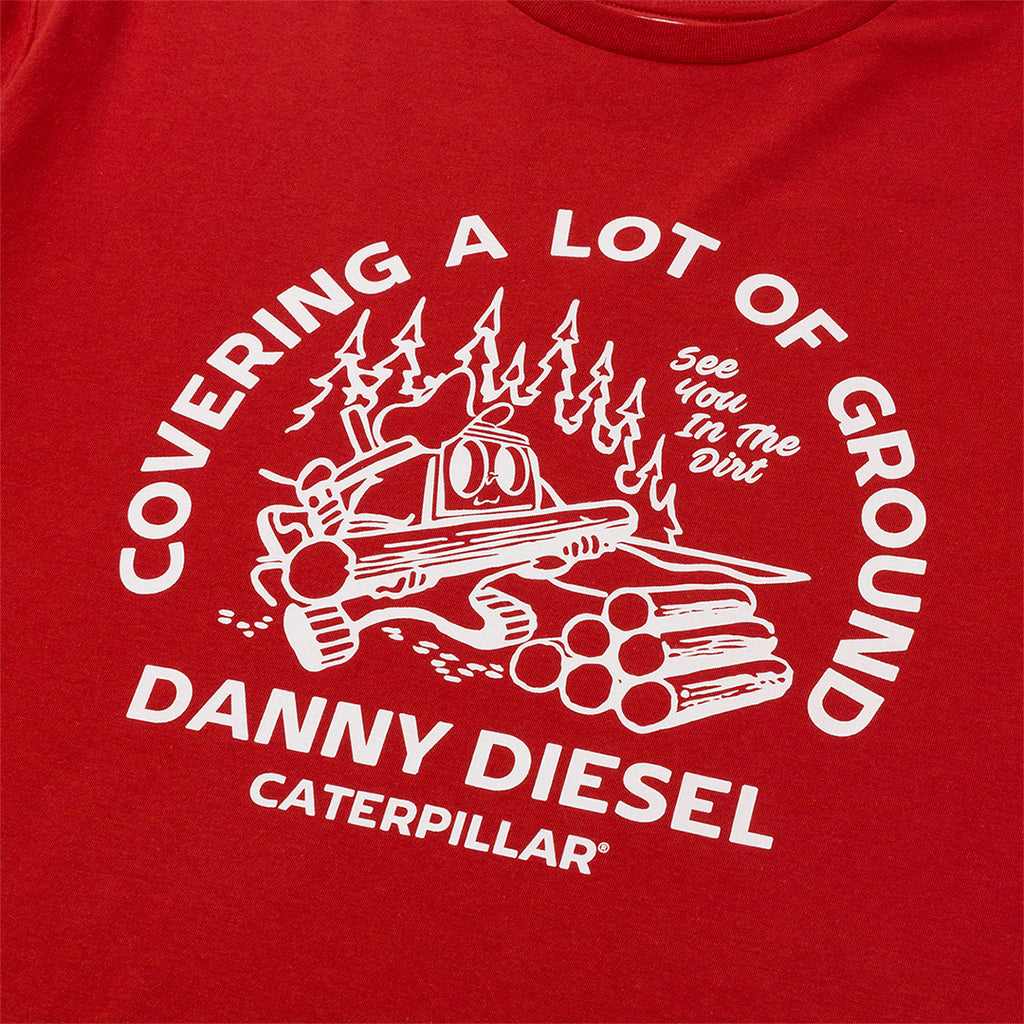 COVERING A LOT OF GROUND
See
You
In The
Dirt
DANNY DIESEL
CATERPILLAR®